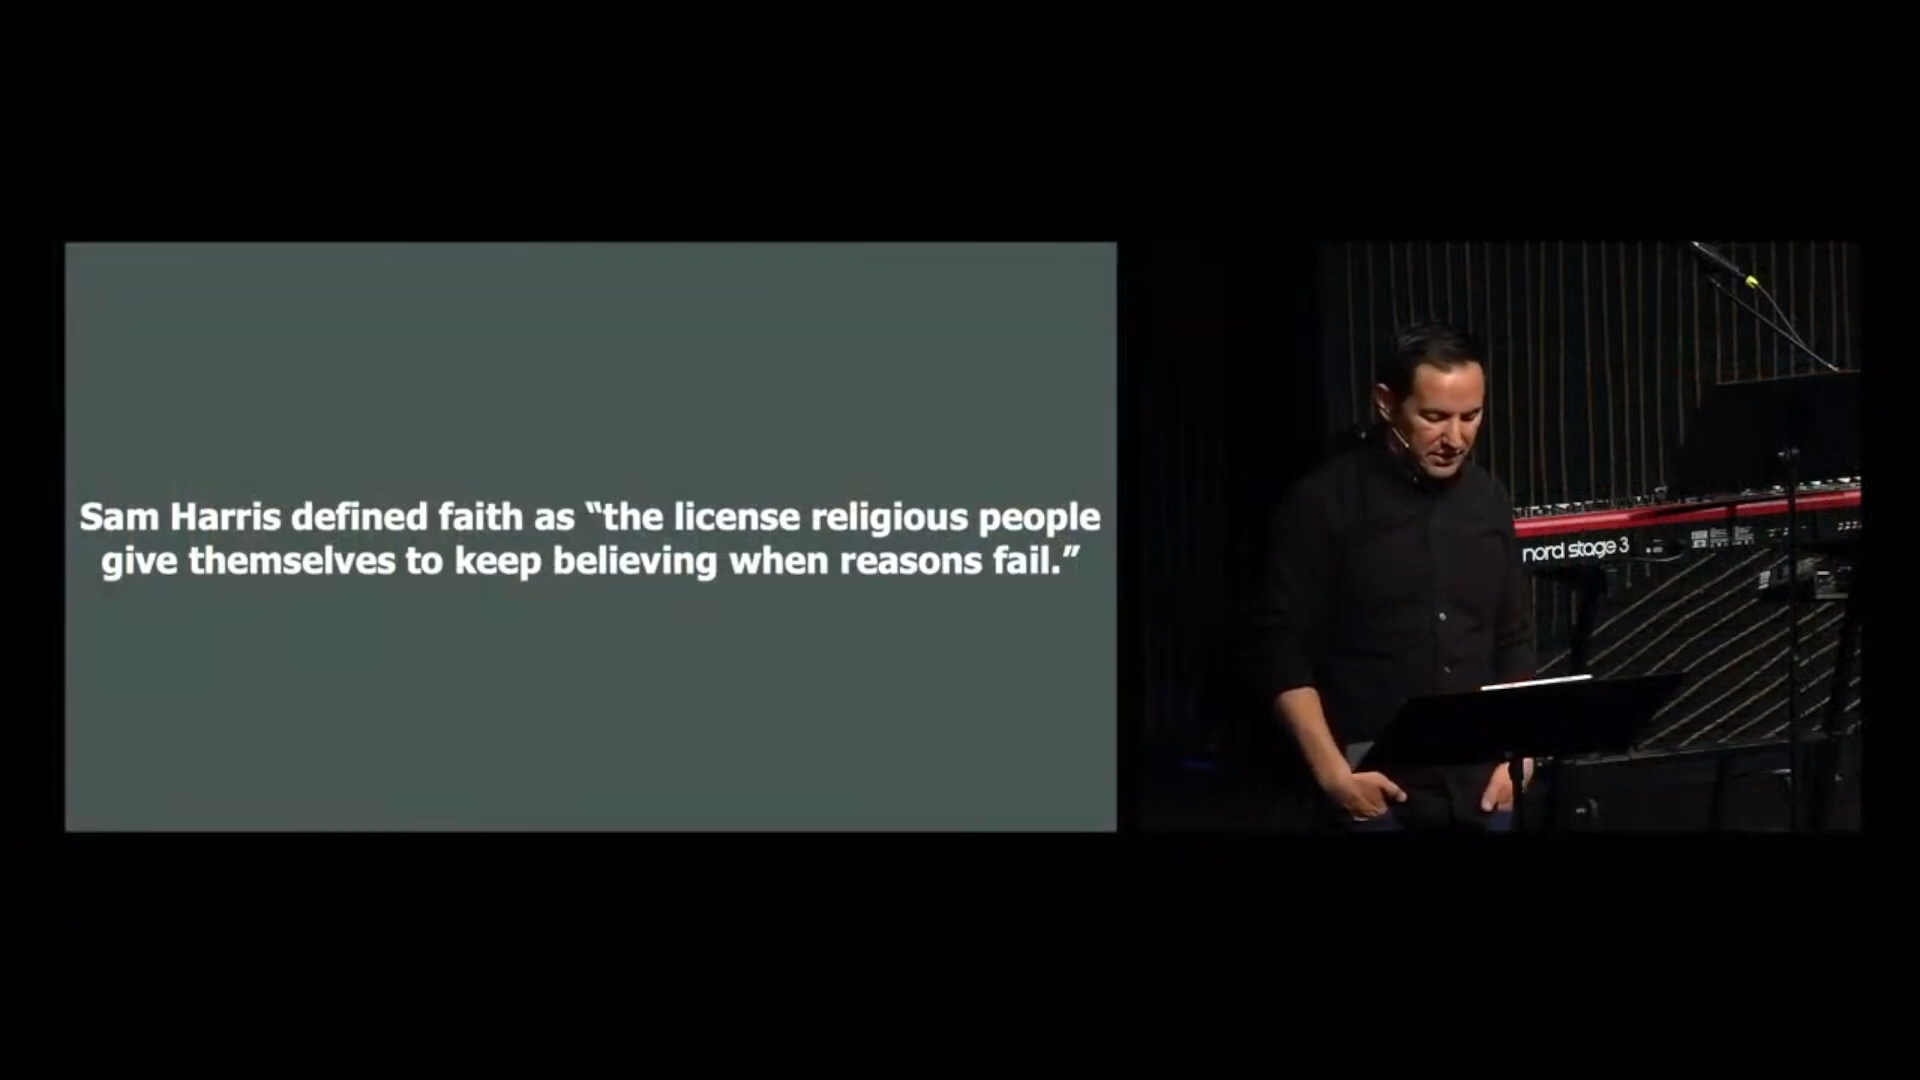 Sam Harris defined faith as “the license religious people
give themselves to keep believing when reasons fail.”
nord stage 3